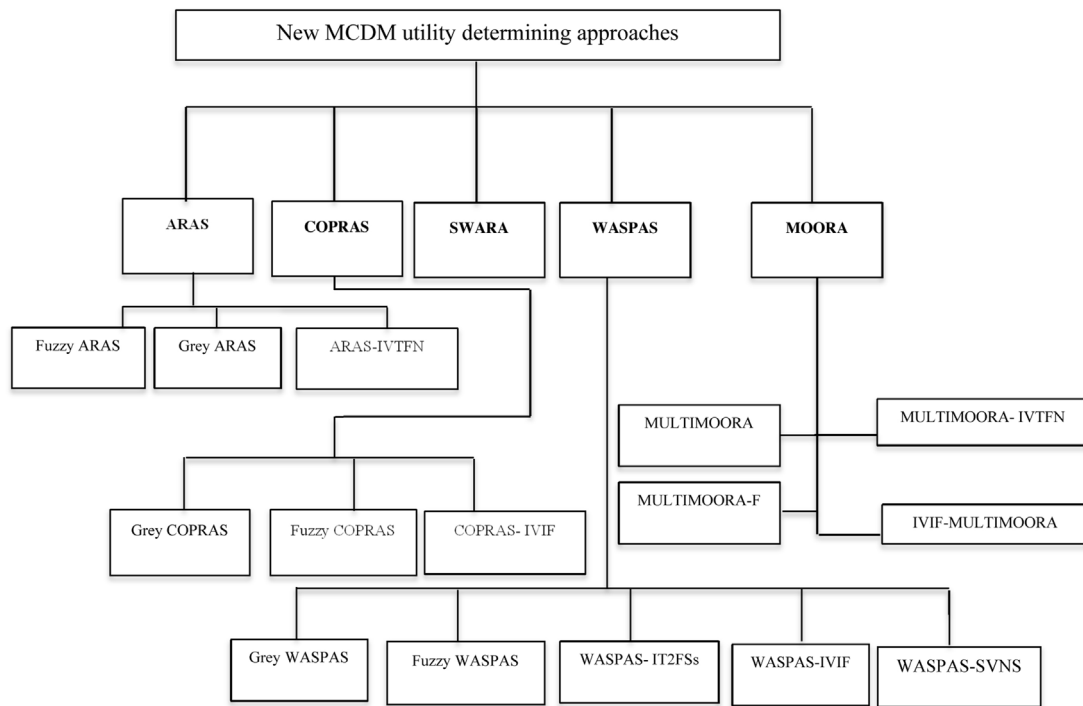 New MCDM utility determining approaches
ARAS
COPRAS
SWARA
WASPAS
MOORA
Fuzzy ARAS
Grey ARAS
ARAS-IVTFN
MULTIMOORA
MULTIMOORA- IVTFN
MULTIMOORA-F
IVIF-MULTIMOORA
Grey COPRAS
Fuzzy COPRAS
COPRAS- IVIF
Grey WASPAS
Fuzzy WASPAS
WASPAS- IT2FSs
WASPAS-IVIF
WASPAS-SVNS